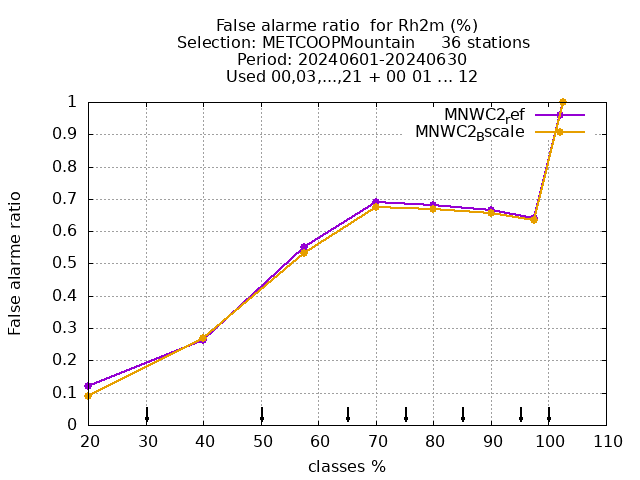 False alarme ratio  for Rh2m (%)
Selection: METCOOPMountain     36 stations
Period: 20240601-20240630
Used 00,03,...,21 + 00 01 ... 12
MNWC2ref
MNWC2Bscale
1
0.9
0.8
0.7
0.6
0.5
0.4
0.3
0.2
0.1
0
False alarme ratio
20 30 40 50 60 70 80 90 100 110
classes %